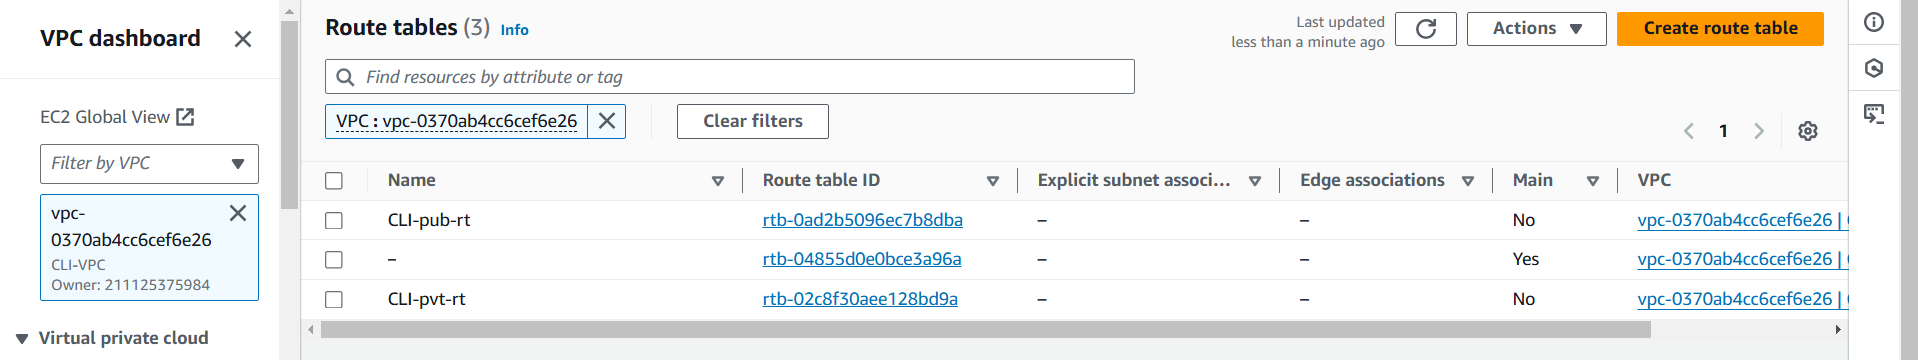 VPC dashboard
EC2 Global View
Filter by VPC
vpc-
0370ab4cc6cef6e26
CLI-VPC
Owner: 211125375984
Virtual private cloud
Route tables (3) Info
Last updated
less than a minute ago
Actions
Create route table
Find resources by attribute or tag
VPC : vpc-0370ab4cc6cef6e26
Clear filters
1
Name Route table ID Explicit subnet associ... Edge associations Main VPC
CLI-pub-rt rtb-0ad2b5096ec7b8dba – – No vpc-0370ab4cc6cef6e26 |
– rtb-04855d0e0bce3a96a – – Yes vpc-0370ab4cc6cef6e26 |
CLI-pvt-rt rtb-02c8f30aee128bd9a – – No vpc-0370ab4cc6cef6e26 |